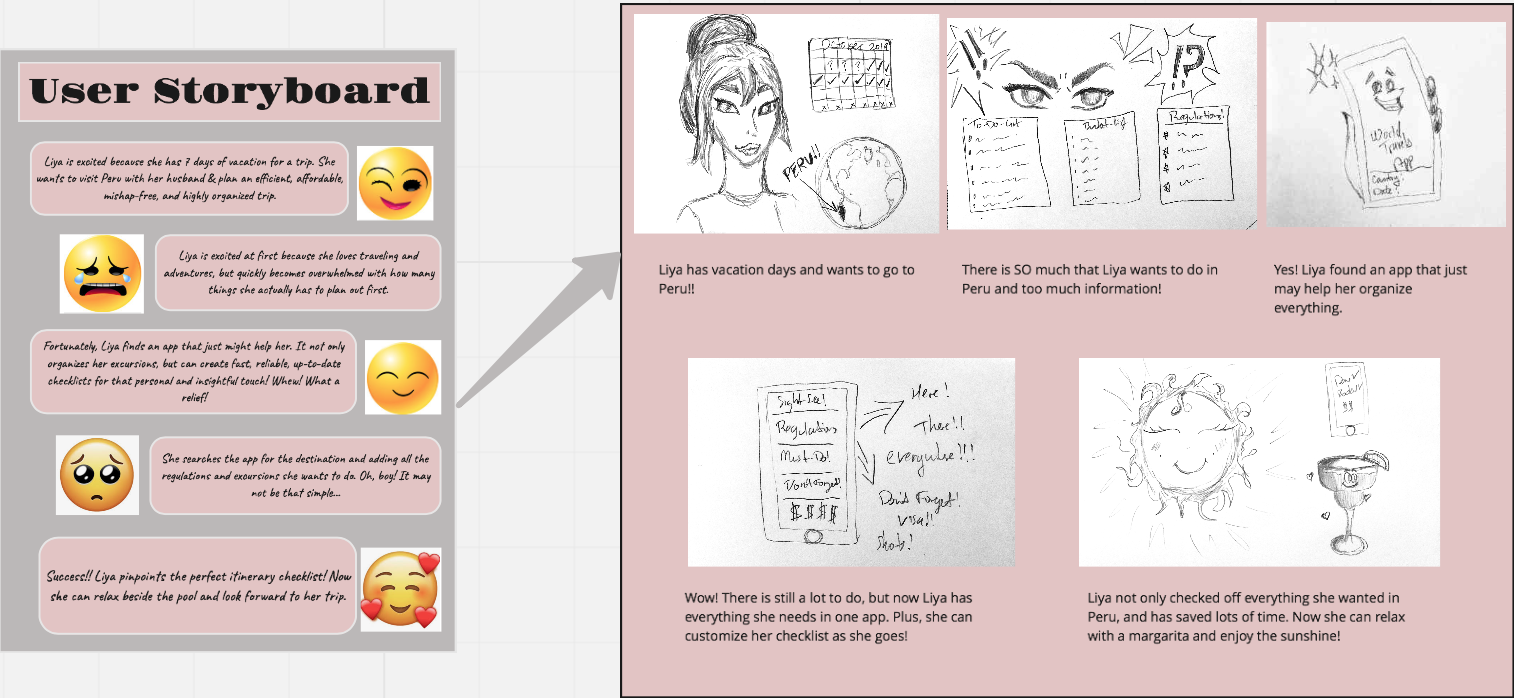 User Storyboard
Liya is excited because she has 7 days of vacation for a trip. She
wants to visit Peru with her husband & plan an efficient, affordable,
mishap-free, and highly organized trip.
Liya is excited at first because she loves traveling and
adventures, but quickly becomes overwhelmed with how many
things she actually has to plan out first.
Fortunately, Liya finds an app that just might help her. It not only
organizes her excursions, but can create fast, reliable, up-to-date
checklists for that personal and insightful touch! Whew! What a
relief!
She searches the app for the destination and adding all the
regulations and excursions she wants to do. Oh, boy! It may
not be that simple...
Success!! Liya pinpoints the perfect itinerary checklist! Now
she can relax beside the pool and look forward to her trip.
October 2019
PERU!!
!!
!?
To-Do-List
Bucket-List
Regulations!
$
$
$
$
World
Travels
App
Country?
Date?
Liya has vacation days and wants to go to
Peru!!
There is SO much that Liya wants to do in
Peru and too much information!
Yes! Liya found an app that just
may help her organize
everything.
Sight-See!
Regulations
Must-Do!
Don't Forget!
$$$$
Here!
There!!
Everywhere!!!
Don't Forget!
Visa!!
Shots!
$$
Wow! There is still a lot to do, but now Liya has
everything she needs in one app. Plus, she can
customize her checklist as she goes!
Liya not only checked off everything she wanted in
Peru, and has saved lots of time. Now she can relax
with a margarita and enjoy the sunshine!